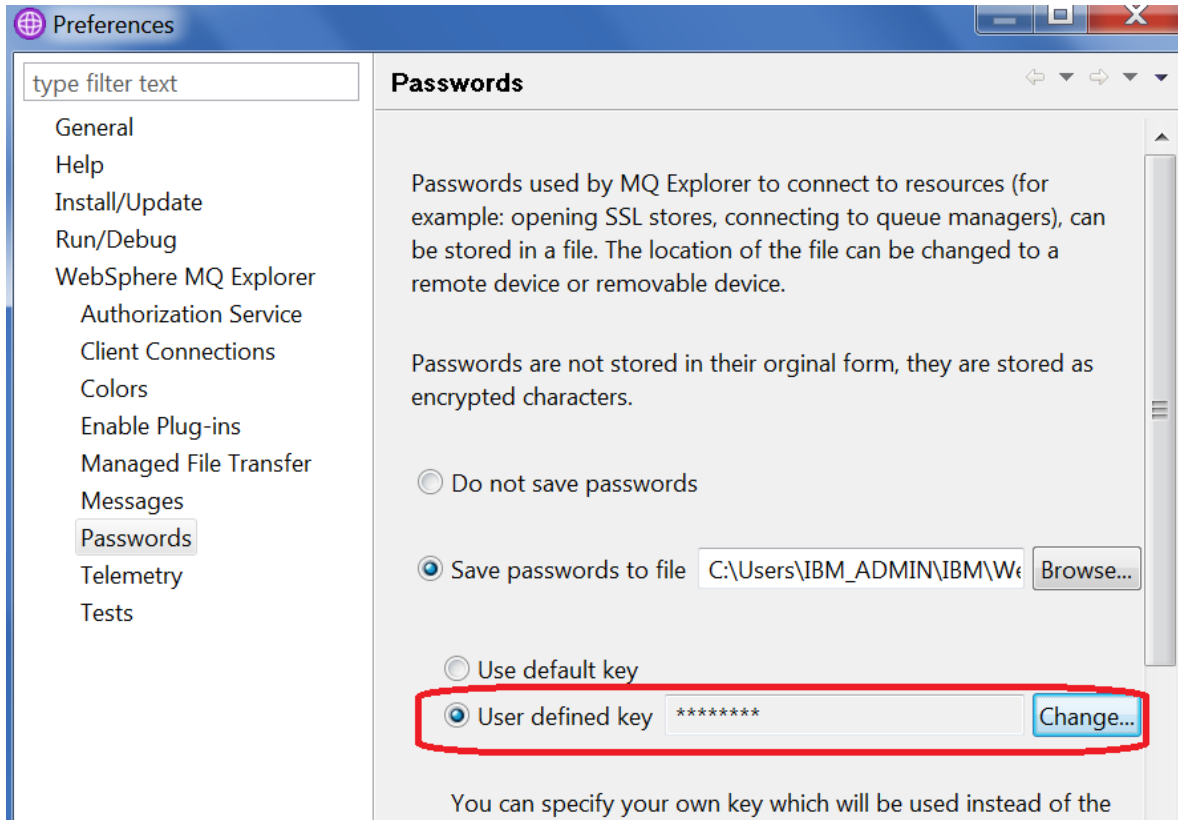 Preferences
type filter text
General
Help
Install/Update
Run/Debug
WebSphere MQ Explorer
Authorization Service
Client Connections
Colors
Enable Plug-ins
Managed File Transfer
Messages
Passwords
Telemetry
Tests
Passwords
Passwords used by MQ Explorer to connect to resources (for
example: opening SSL stores, connecting to queue managers), can
be stored in a file. The location of the file can be changed to a
remote device or removable device.
Passwords are not stored in their orginal form, they are stored as
encrypted characters.
Do not save passwords
Save passwords to file C:\Users\IBM_ADMIN\IBM\We Browse...
Use default key
User defined key ******** Change...
You can specify your own key which will be used instead of the